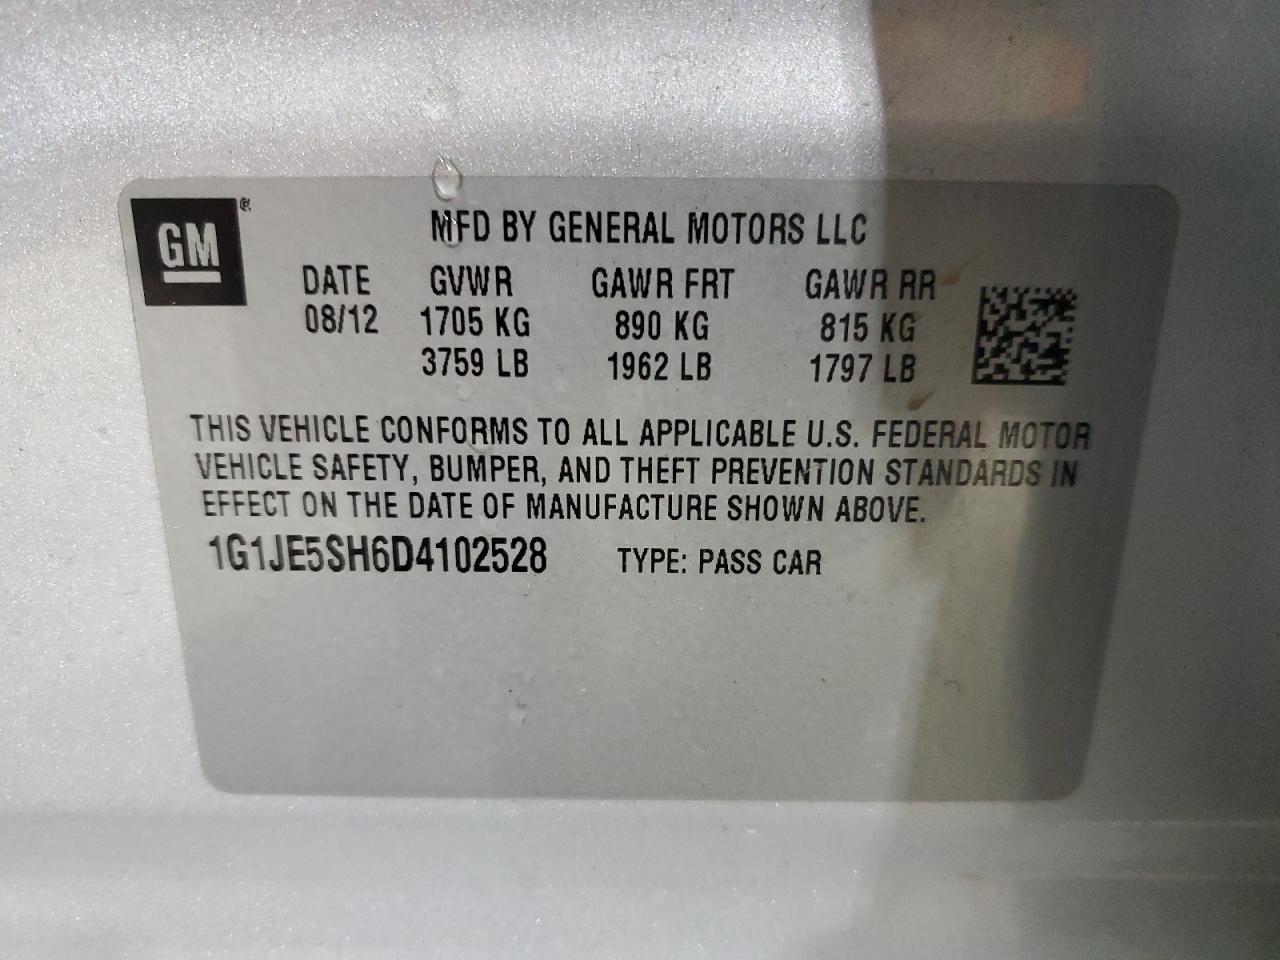 GM®
MFD BY GENERAL MOTORS LLC
DATE GVWR GAWR FRT GAWR RR
08/12 1705 KG 890 KG 815 KG
3759 LB 1962 LB 1797 LB
THIS VEHICLE CONFORMS TO ALL APPLICABLE U.S. FEDERAL MOTOR
VEHICLE SAFETY, BUMPER, AND THEFT PREVENTION STANDARDS IN
EFFECT ON THE DATE OF MANUFACTURE SHOWN ABOVE.
1G1JE5SH6D4102528 TYPE: PASS CAR